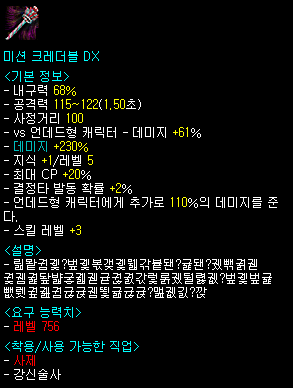 미션 크레더블 DX
<기본 정보>
- 내구력 68%
- 공격력 115~122(1,50초)
- 사정거리 100
- vs 언데드형 캐릭터 - 데미지 +61%
- 데미지 +230%
- 지식 +1/레벨 5
- 최대 CP +20%
- 결정타 발동 확률 +2%
- 언데드형 캐릭터에게 추가로 110%의 데미지를 준
다.
- 스킬 레벨 +3
<설명>
<요구 능력치>
- 레벨 756
<착용/사용 가능한 직업>
- 사제
- 강신술사